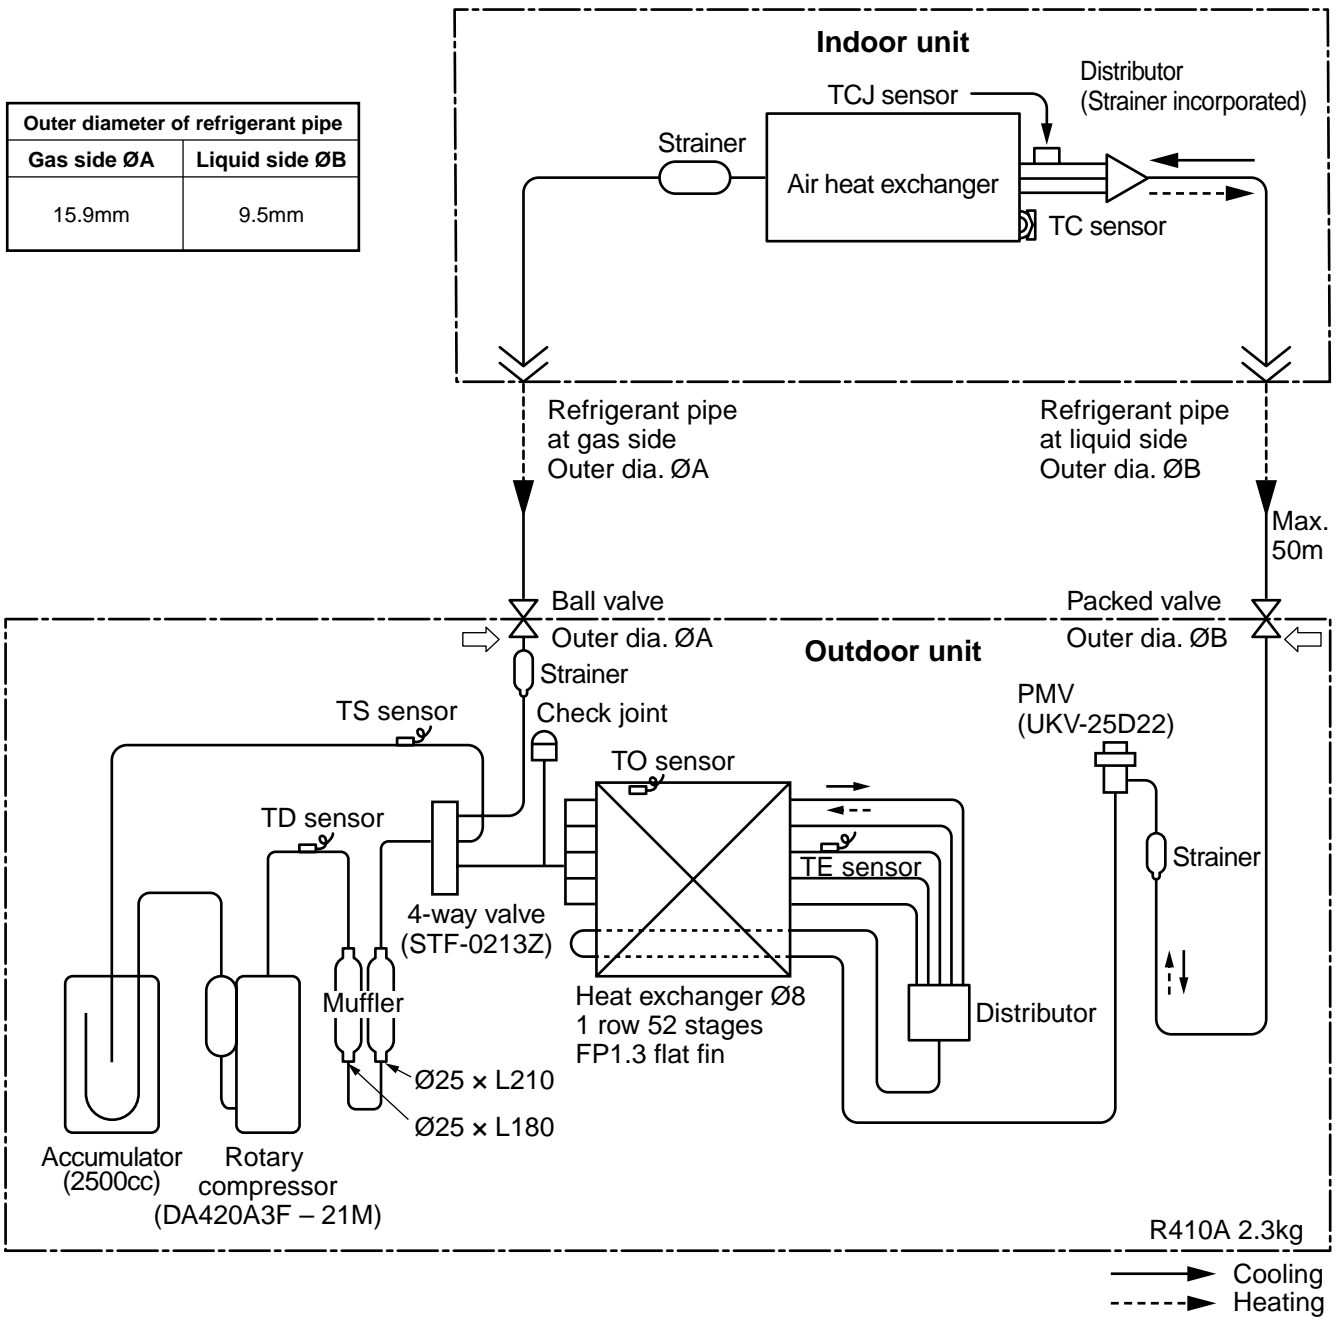 Indoor unit
Distributor
(Strainer incorporated)
TCJ sensor
Strainer
Air heat exchanger
TC sensor
Outer diameter of refrigerant pipe
Gas side ØA
Liquid side ØB
15.9mm
9.5mm
Refrigerant pipe
at gas side
Outer dia. ØA
Refrigerant pipe
at liquid side
Outer dia. ØB
Max.
50m
Ball valve
Outer dia. ØA
Packed valve
Outer dia. ØB
Outdoor unit
Strainer
Check joint
TS sensor
TD sensor
TO sensor
TE sensor
PMV
(UKV-25D22)
Strainer
4-way valve
(STF-0213Z)
Muffler
Heat exchanger Ø8
1 row 52 stages
FP1.3 flat fin
Distributor
Ø25 × L210
Ø25 × L180
Accumulator
(2500cc)
Rotary
compressor
(DA420A3F – 21M)
R410A 2.3kg
Cooling
Heating